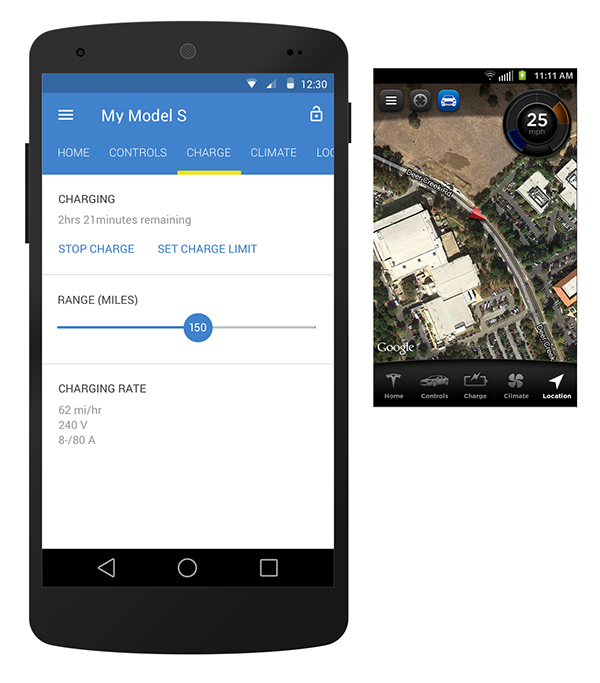 12:30
My Model S
HOME CONTROLS CHARGE CLIMATE LOC
CHARGING
2hrs 21minutes remaining
STOP CHARGE SET CHARGE LIMIT
RANGE (MILES)
150
CHARGING RATE
62 mi/hr
240 V
8-/80 A
11:11 AM
25
mph
Deer Creek Rd
Deer Creek
Google
Home Controls Charge Climate Location